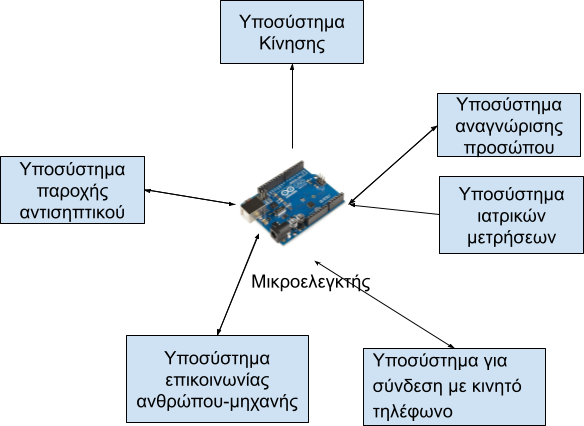 Υποσύστημα
Κίνησης
Υποσύστημα
αναγνώρισης
προσώπου
Υποσύστημα
παροχής
αντισηπτικού
Υποσύστημα
ιατρικών
μετρήσεων
Μικροελεγκτής
Υποσύστημα
επικοινωνίας
ανθρώπου-μηχανής
Υποσύστημα για
σύνδεση με κινητό
τηλέφωνο